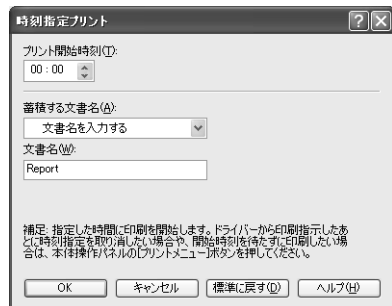 時刻指定プリント
プリント開始時刻(T):
00 : 00
蓄積する文書名(A):
文書名を入力する
文書名(W):
Report
補足: 指定した時間に印刷を開始します。ドライバーから印刷指示したあ
とに時刻指定を取り消したい場合や、開始時刻を待たずに印刷したい場
合は、本体操作パネルの[プリントメニュー]ボタンを押してください。
OK キャンセル 標準に戻す(D) ヘルプ(H)